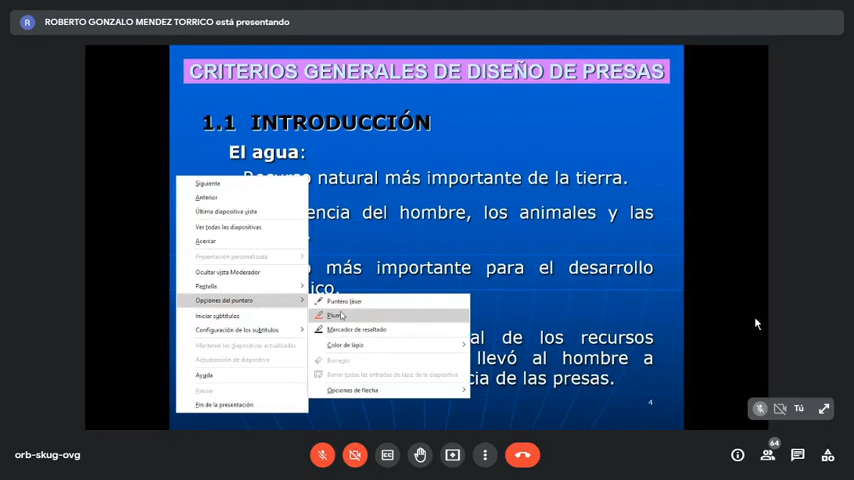 R ROBERTO GONZALO MENDEZ TORRICO está presentando
CRITERIOS GENERALES DE DISEÑO DE PRESAS
1.1 INTRODUCCIÓN
El agua:
Recurso natural más importante de la tierra.
encia del hombre, los animales y las
más importante para el desarrollo
ico.
al de los recursos
llevó al hombre a
cia de las presas.
4
Siguiente
Anterior
Última diapositiva vista
Ver todas las diapositivas
Acercar
Presentación personalizada
Ocultar vista Moderador
Pantalla
Opciones del puntero
Iniciar subtítulos
Configuración de los subtítulos
Mantener las diapositivas actualizadas
Actualización de diapositiva
Ayuda
Pausar
Fin de la presentación
Puntero láser
Pluma
Marcador de resaltado
Color de lápiz
Borrador
Borrar todas las entradas de lápiz de la diapositiva
Opciones de flecha
Tú
orb-skug-ovg
CC
64